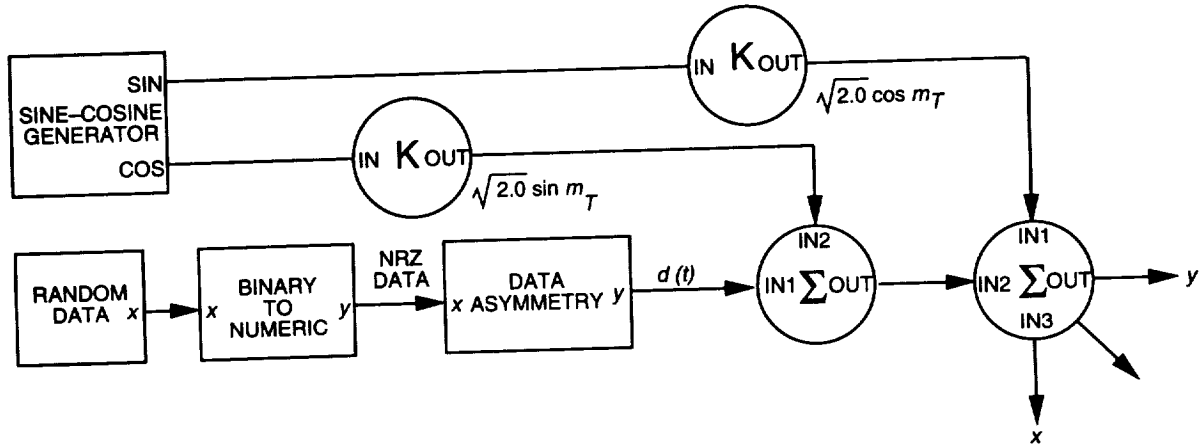 SIN
SINE–COSINE
GENERATOR
COS
IN K OUT
√2.0 cos m_T
IN K OUT
√2.0 sin m_T
RANDOM
DATA x
x BINARY
TO
NUMERIC y
NRZ
DATA
x DATA
ASYMMETRY y
d (t)
IN2
IN1 Σ OUT
IN1
IN2 Σ OUT
IN3
y
x